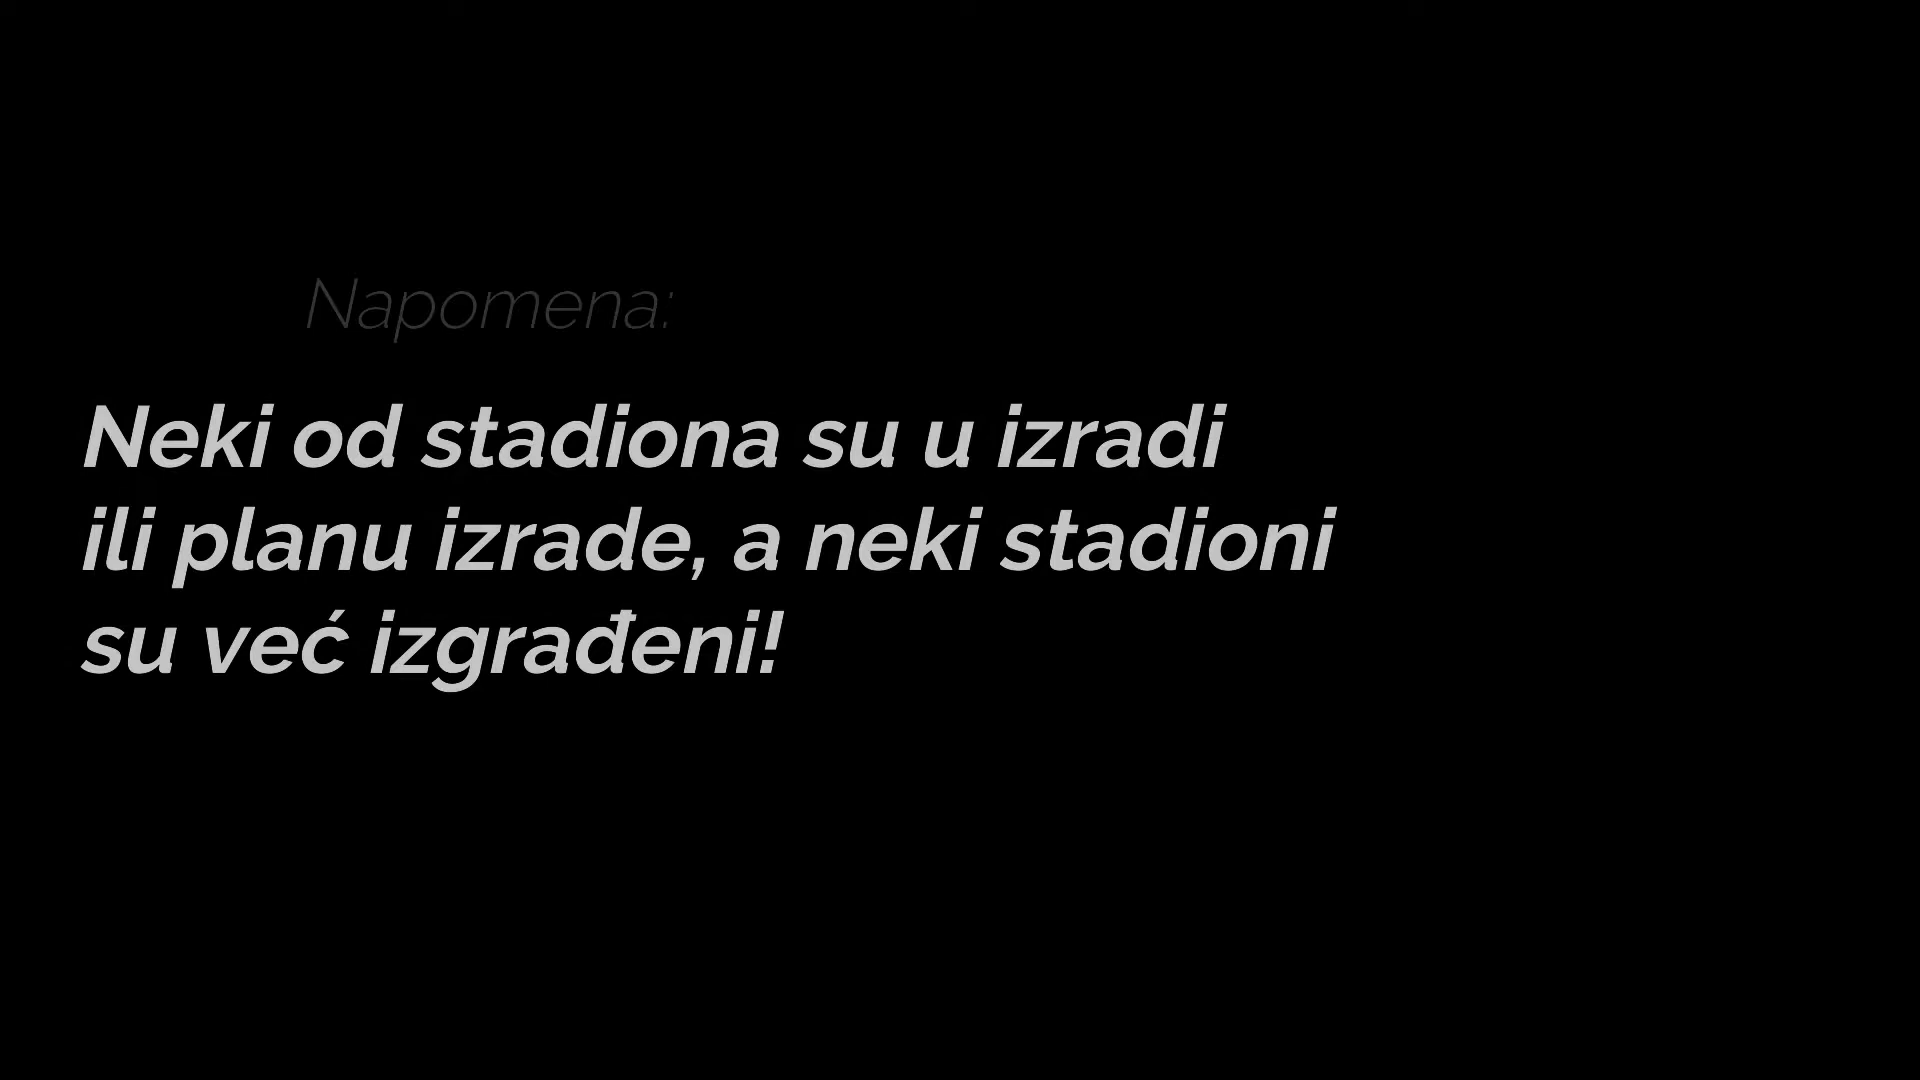 Napomena:
Neki od stadiona su u izradi
ili planu izrade, a neki stadioni
su već izgrađeni!